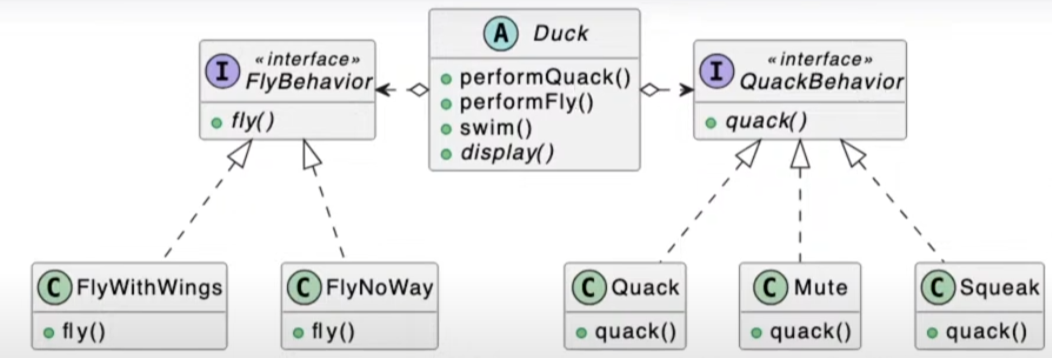 A Duck
performQuack()
performFly()
swim()
display()
I «interface»
FlyBehavior
fly()
I «interface»
QuackBehavior
quack()
C FlyWithWings
fly()
C FlyNoWay
fly()
C Quack
quack()
C Mute
quack()
C Squeak
quack()